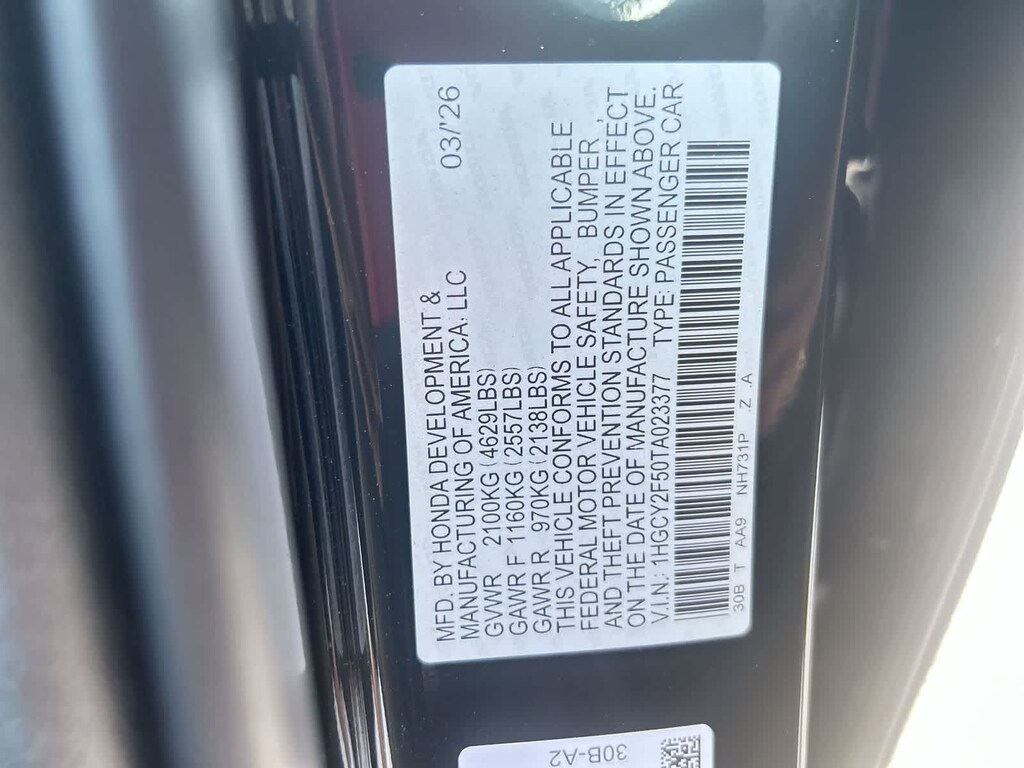 MFD. BY HONDA DEVELOPMENT &
MANUFACTURING OF AMERICA. LLC 03/'26
GVWR 2100KG (4629LBS)
GAWR F 1160KG (2557LBS)
GAWR R 970KG (2138LBS)
THIS VEHICLE CONFORMS TO ALL APPLICABLE
FEDERAL MOTOR VEHICLE SAFETY, BUMPER,
AND THEFT PREVENTION STANDARDS IN EFFECT
ON THE DATE OF MANUFACTURE SHOWN ABOVE.
V.I.N: 1HGCY2F50TA023377 TYPE: PASSENGER CAR
30B T AA9 NH731P .Z .A
30B-A2